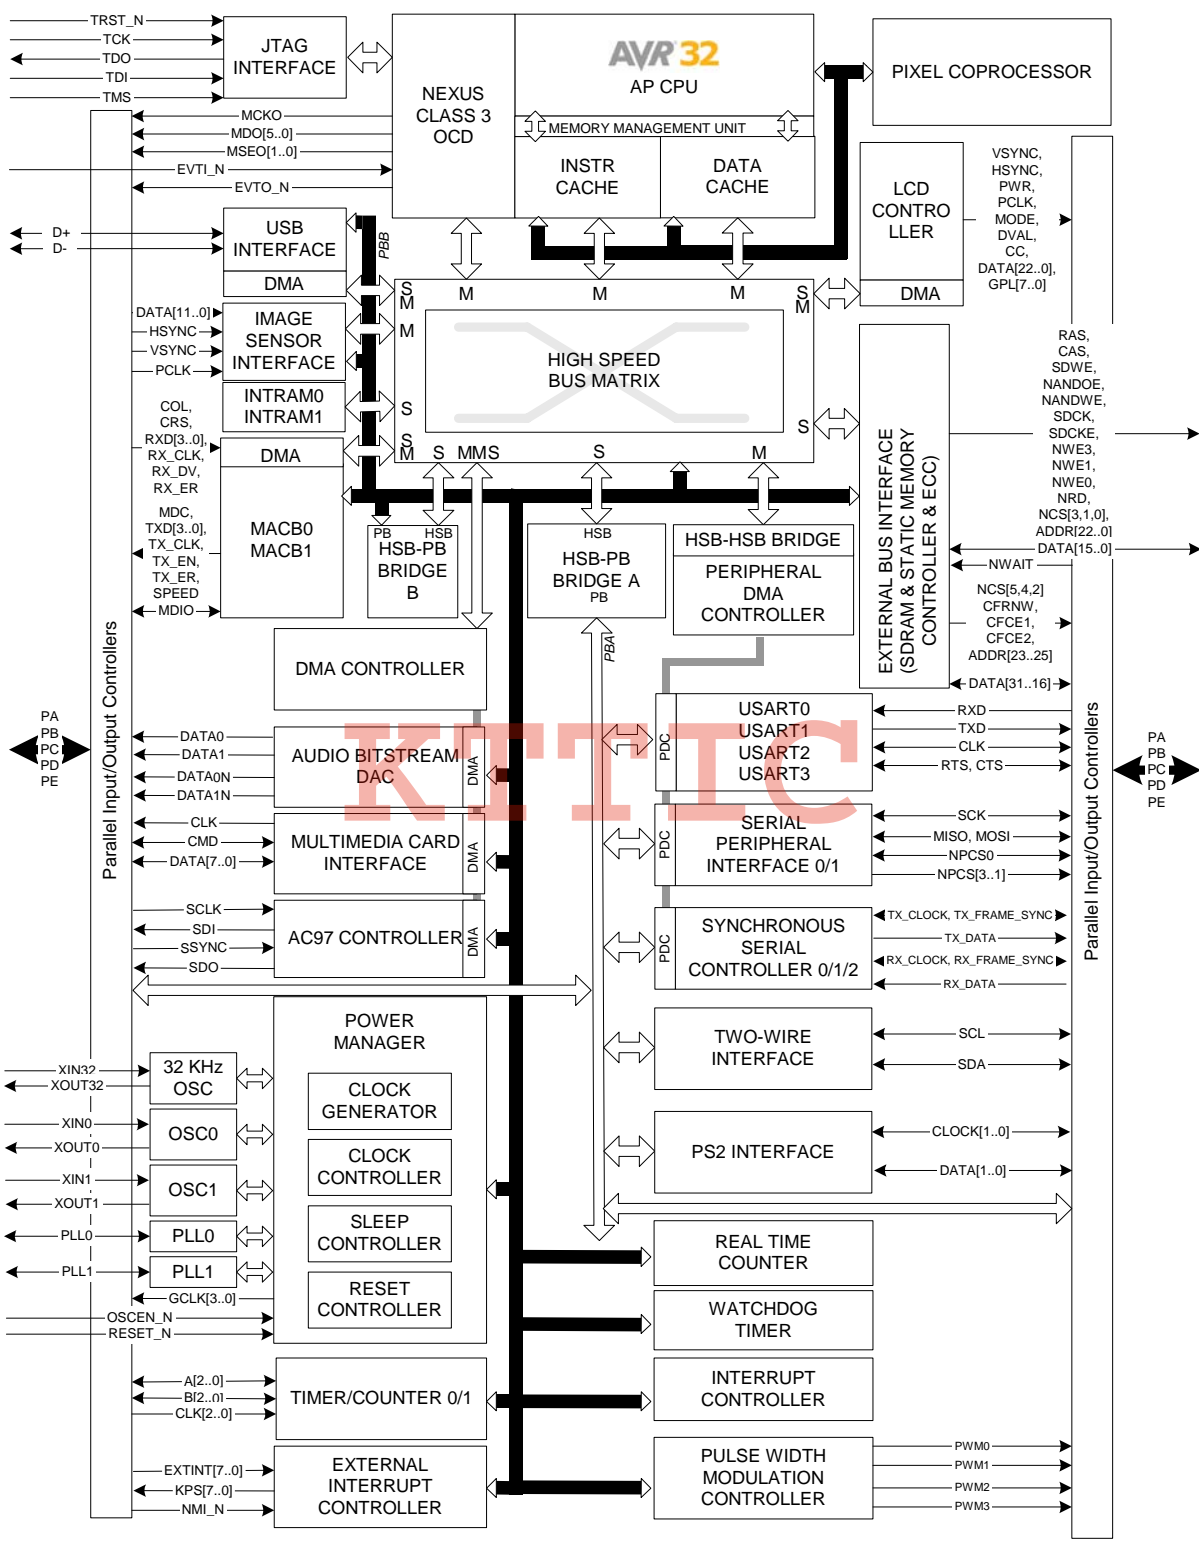 TRST_N
TCK
TDO
TDI
TMS
JTAG
INTERFACE
NEXUS
CLASS 3
OCD
AVR 32
AP CPU
MEMORY MANAGEMENT UNIT
INSTR
CACHE
DATA
CACHE
PIXEL COPROCESSOR
MCKO
MDO[5..0]
MSEO[1..0]
EVTI_N
EVTO_N
LCD
CONTRO
LLER
DMA
VSYNC,
HSYNC,
PWR,
PCLK,
MODE,
DVAL,
CC,
DATA[22..0],
GPL[7..0]
D+
D-
USB
INTERFACE
DMA
PBB
S
M
M
M
M
S
M
DATA[11..0]
HSYNC
VSYNC
PCLK
IMAGE
SENSOR
INTERFACE
M
HIGH SPEED
BUS MATRIX
INTRAM0
INTRAM1
S
S
COL,
CRS,
RXD[3..0],
RX_CLK,
RX_DV,
RX_ER
MDC,
TXD[3..0],
TX_CLK,
TX_EN,
TX_ER,
SPEED
MDIO
DMA
MACB0
MACB1
S
M
S
MMS
S
M
RAS,
CAS,
SDWE,
NANDOE,
NANDWE,
SDCK,
SDCKE,
NWE3,
NWE1,
NWE0,
NRD,
NCS[3,1,0],
ADDR[22..0]
DATA[15..0]
NWAIT
NCS[5,4,2]
CFRNW,
CFCE1,
CFCE2,
ADDR[23..25]
DATA[31..16]
EXTERNAL BUS INTERFACE
(SDRAM & STATIC MEMORY
CONTROLLER & ECC)
PB
HSB
HSB-PB
BRIDGE
B
HSB
HSB-PB
BRIDGE A
PB
HSB-HSB BRIDGE
PERIPHERAL
DMA
CONTROLLER
PBA
DMA CONTROLLER
Parallel Input/Output Controllers
PA
PB
PC
PD
PE
DATA0
DATA1
DATA0N
DATA1N
AUDIO BITSTREAM
DAC
DMA
CLK
CMD
DATA[7..0]
MULTIMEDIA CARD
INTERFACE
DMA
SCLK
SDI
SSYNC
SDO
AC97 CONTROLLER
DMA
KTTIC
PDC
USART0
USART1
USART2
USART3
RXD
TXD
CLK
RTS, CTS
PDC
SERIAL
PERIPHERAL
INTERFACE 0/1
SCK
MISO, MOSI
NPCS0
NPCS[3..1]
PDC
SYNCHRONOUS
SERIAL
CONTROLLER 0/1/2
TX_CLOCK, TX_FRAME_SYNC
TX_DATA
RX_CLOCK, RX_FRAME_SYNC
RX_DATA
Parallel Input/Output Controllers
PA
PB
PC
PD
PE
TWO-WIRE
INTERFACE
SCL
SDA
PS2 INTERFACE
CLOCK[1..0]
DATA[1..0]
POWER
MANAGER
CLOCK
GENERATOR
CLOCK
CONTROLLER
SLEEP
CONTROLLER
RESET
CONTROLLER
XIN32
XOUT32
32 KHz
OSC
XIN0
XOUT0
OSC0
XIN1
XOUT1
OSC1
PLL0
PLL0
PLL1
PLL1
GCLK[3..0]
OSCEN_N
RESET_N
REAL TIME
COUNTER
WATCHDOG
TIMER
INTERRUPT
CONTROLLER
A[2..0]
B[2..0]
CLK[2..0]
TIMER/COUNTER 0/1
EXTINT[7..0]
KPS[7..0]
NMI_N
EXTERNAL
INTERRUPT
CONTROLLER
PULSE WIDTH
MODULATION
CONTROLLER
PWM0
PWM1
PWM2
PWM3